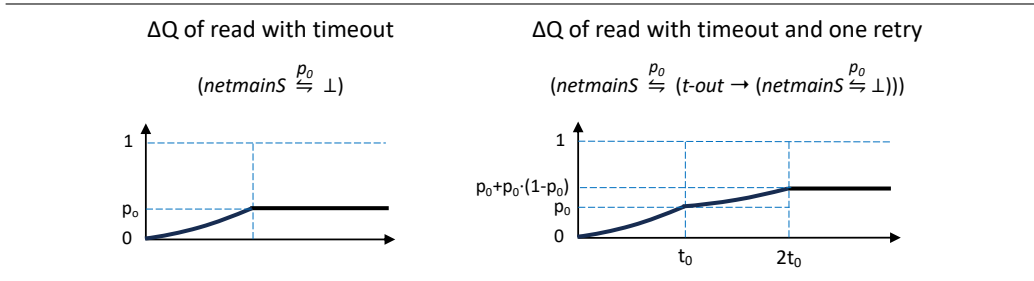 ΔQ of read with timeout
(netmainS ⇋ ⊥)
p₀
1
pₒ
0
ΔQ of read with timeout and one retry
(netmainS ⇋ (t-out → (netmainS ⇋ ⊥)))
p₀ p₀
1
p₀+p₀·(1-p₀)
p₀
0
t₀ 2t₀